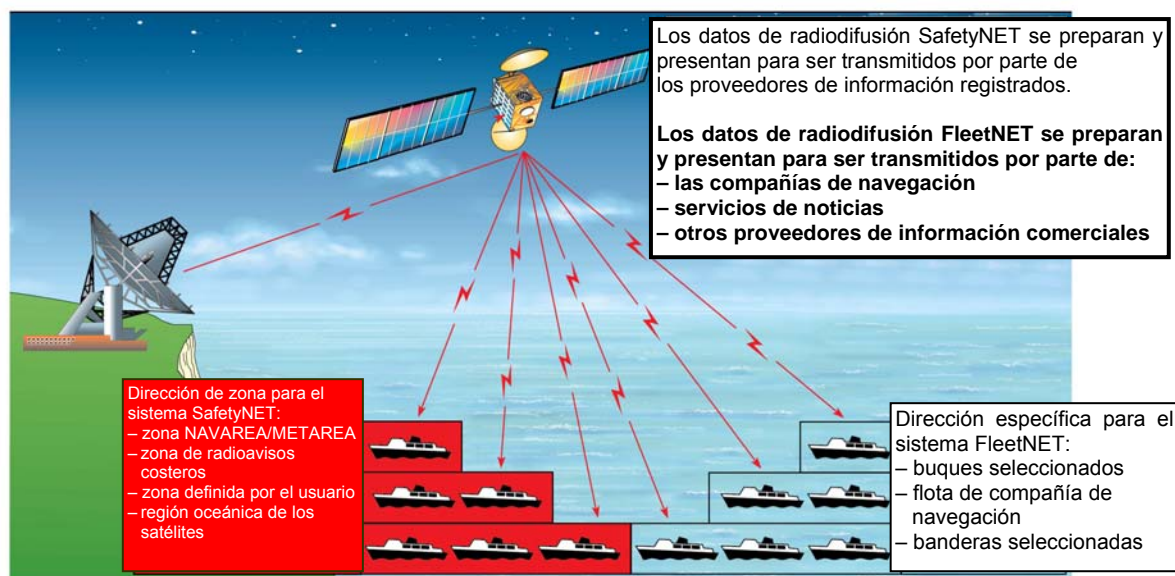 Los datos de radiodifusión SafetyNET se preparan y
presentan para ser transmitidos por parte de
los proveedores de información registrados.
Los datos de radiodifusión FleetNET se preparan
y presentan para ser transmitidos por parte de:
– las compañías de navegación
– servicios de noticias
– otros proveedores de información comerciales
Dirección de zona para el
sistema SafetyNET:
– zona NAVAREA/METAREA
– zona de radioavisos
costeros
– zona definida por el usuario
– región oceánica de los
satélites
Dirección específica para el
sistema FleetNET:
– buques seleccionados
– flota de compañía de
navegación
– banderas seleccionadas